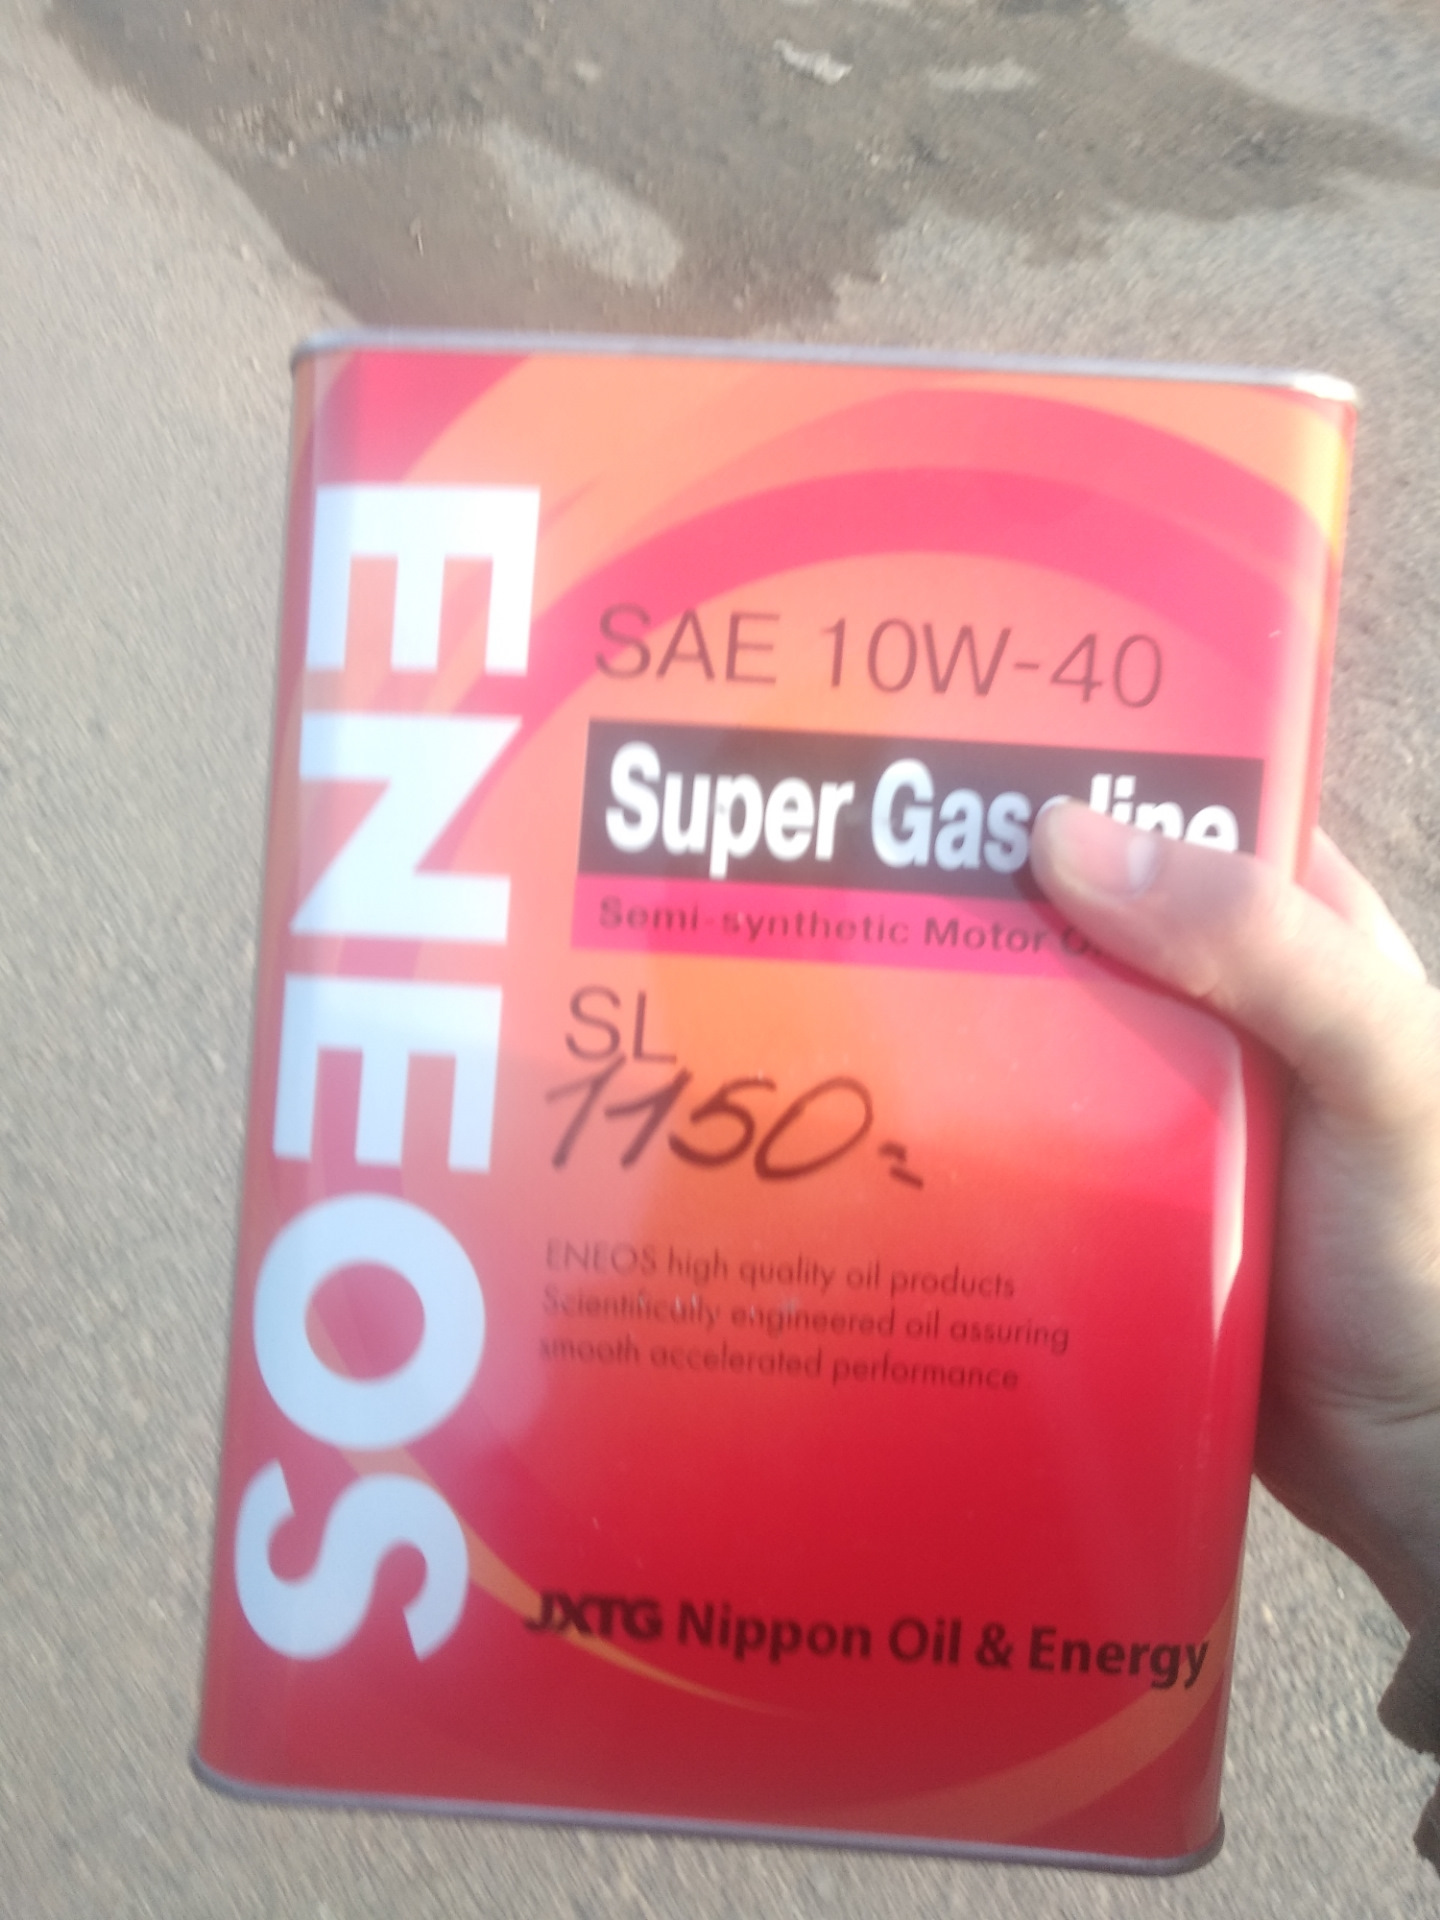 ENEOS
SAE 10W-40
Super Gasoline
Semi-synthetic Motor
SL
1150=
ENEOS high quality oil products
Scientifically engineered oil assuring
smooth accelerated performance
JXTG Nippon Oil & Energy